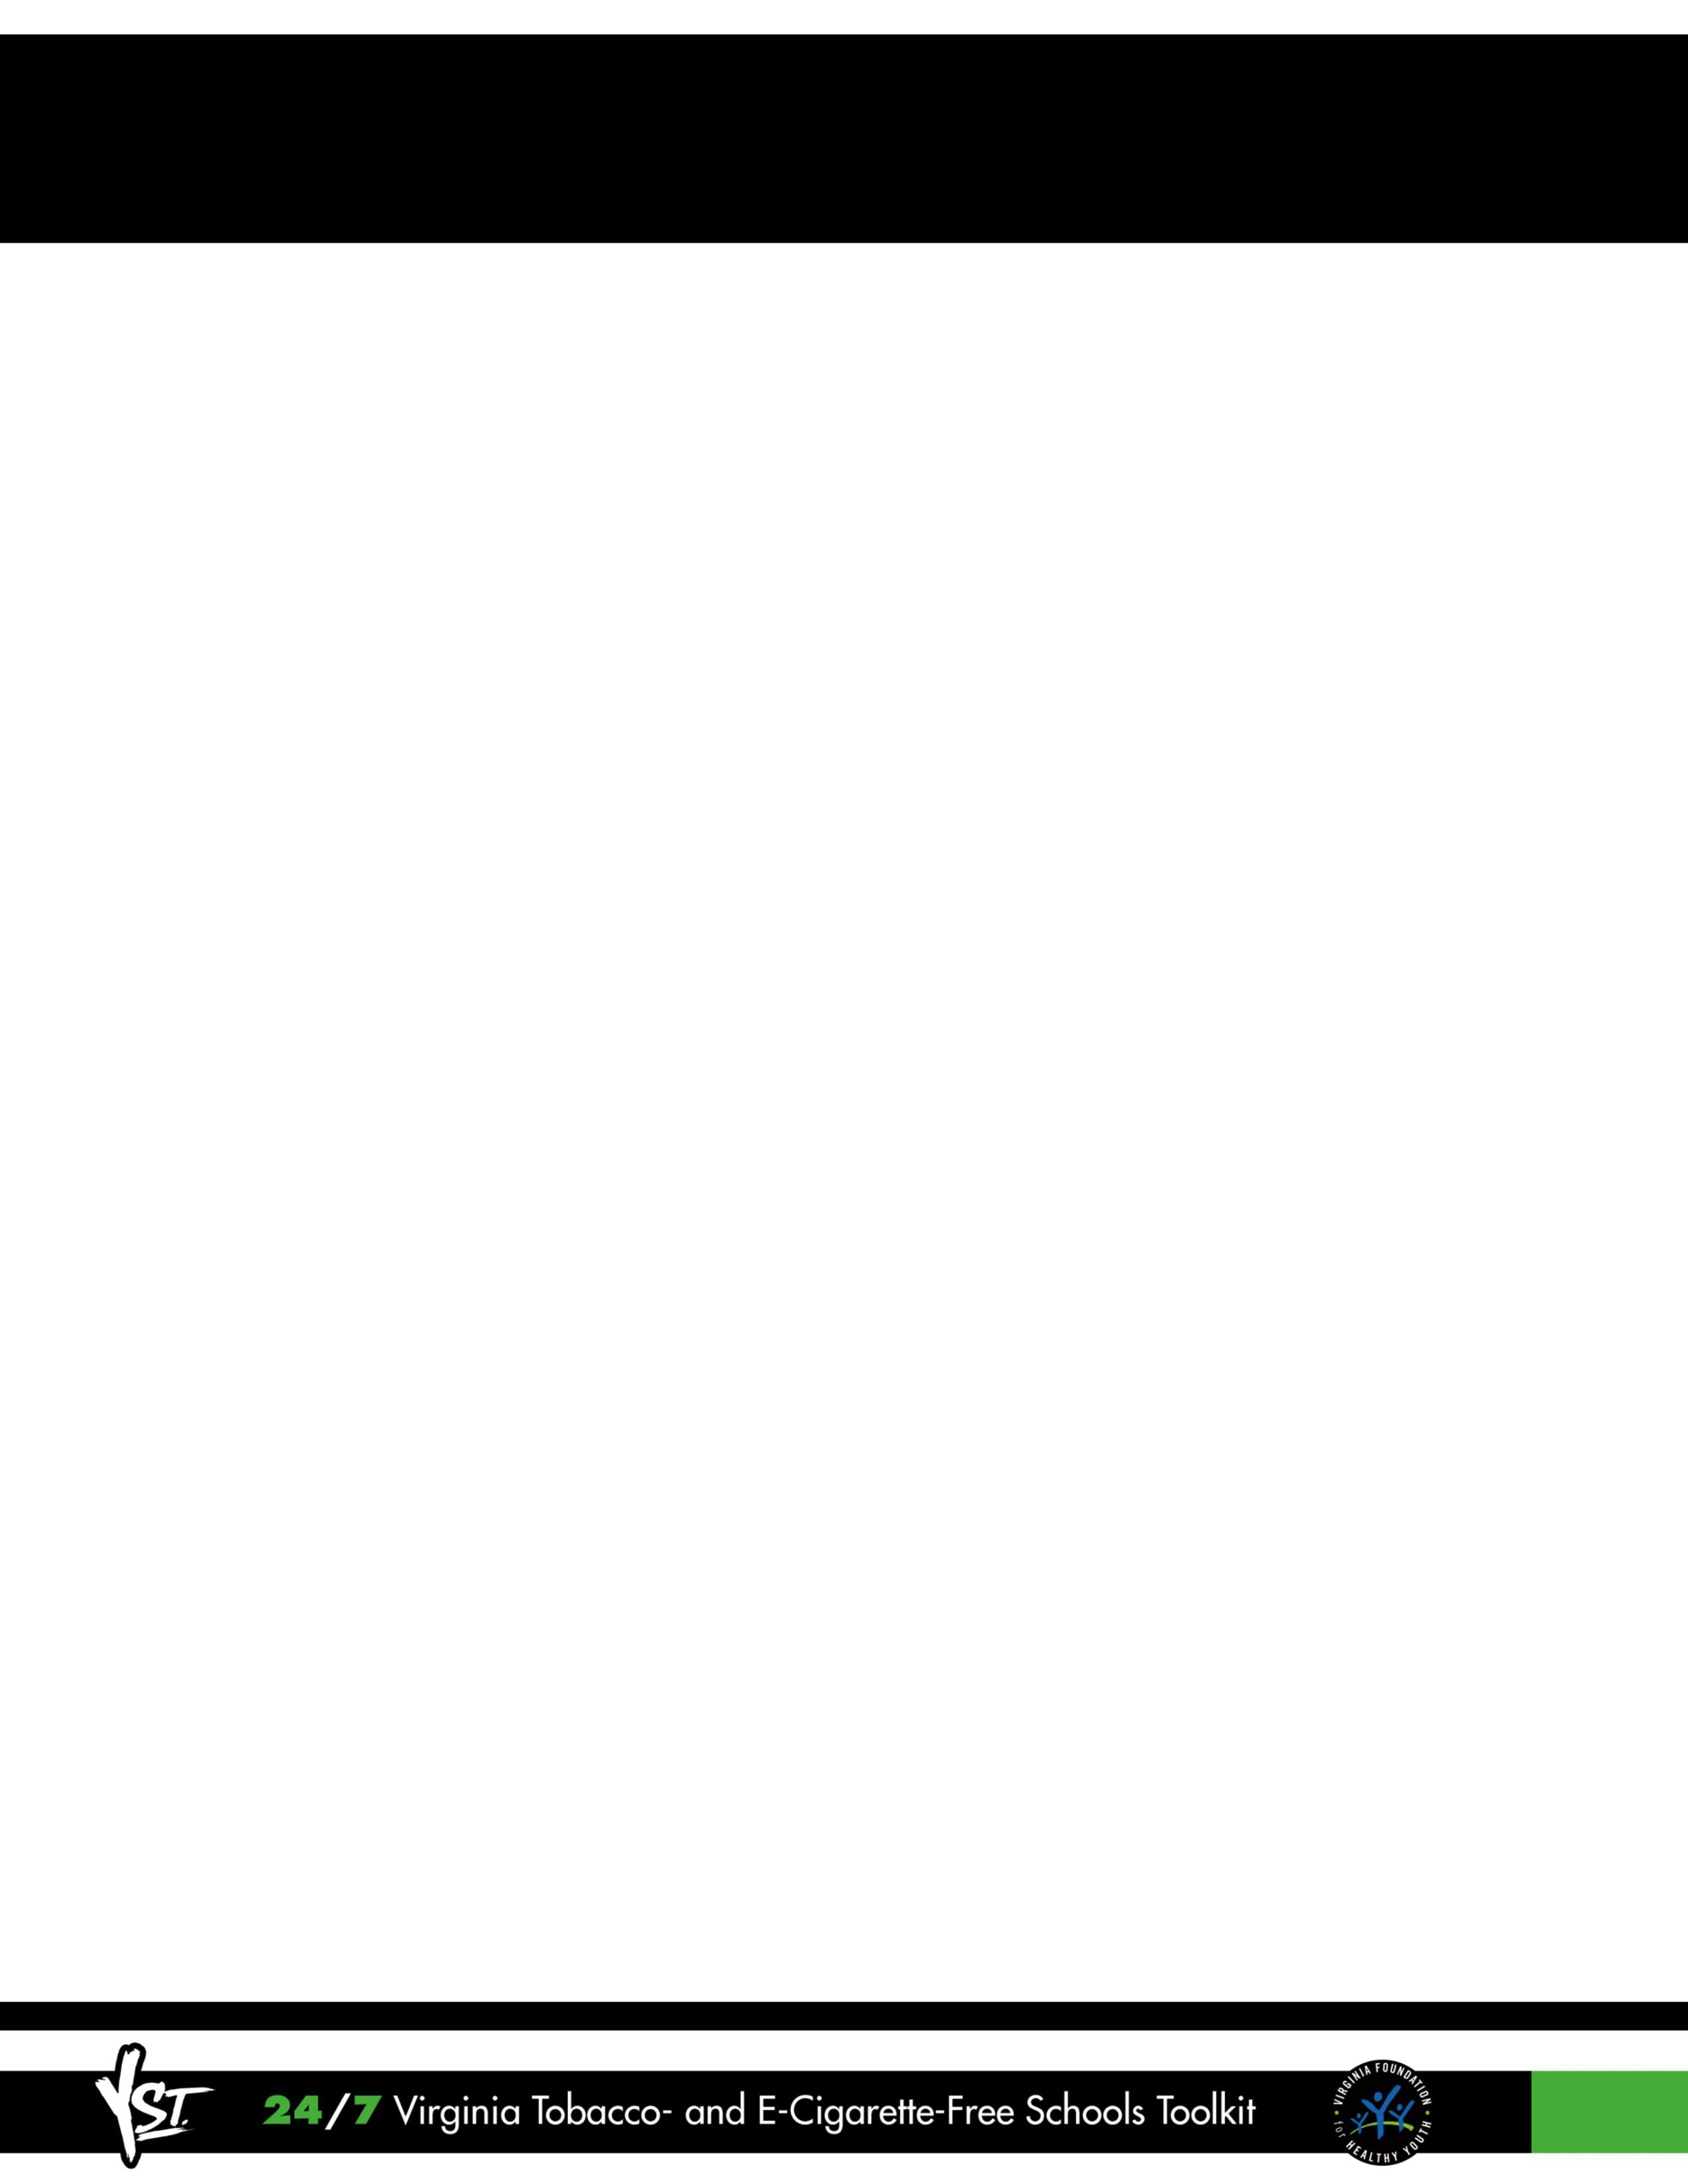 YST.
24/7 Virginia Tobacco- and E-Cigarette-Free Schools Toolkit
VIRGINIA FOUNDATION
for
HEALTHY YOUTH